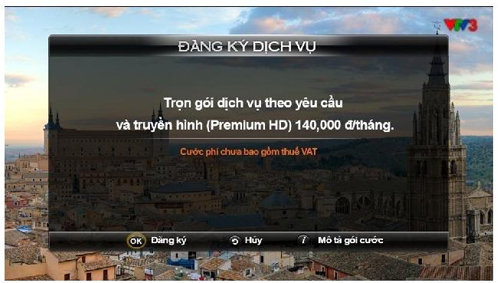 VTV3
ĐĂNG KÝ DỊCH VỤ
Trọn gói dịch vụ theo yêu cầu
và truyền hình (Premium HD) 140,000 đ/tháng.
Cước phí chưa bao gồm thuế VAT
OK Đăng ký Hủy i Mô tả gói cước